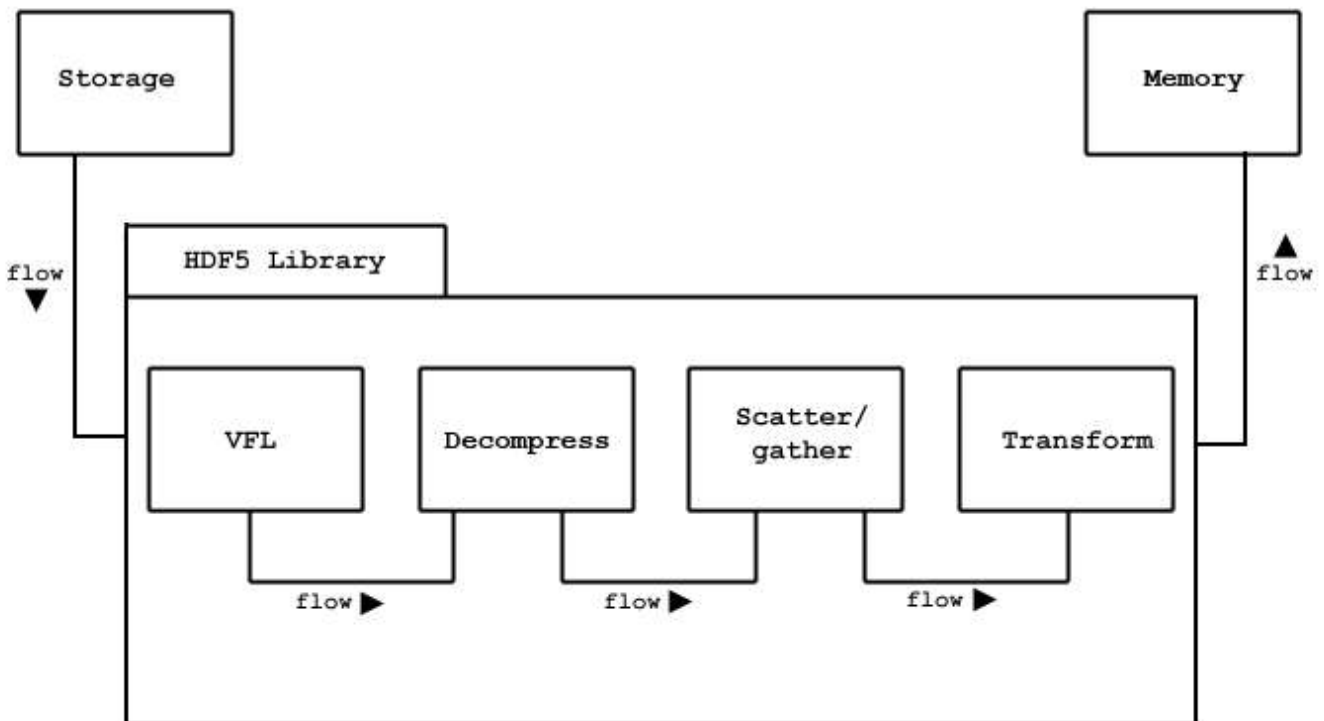 Storage
Memory
HDF5 Library
flow
flow
VFL
Decompress
Scatter/
gather
Transform
flow
flow
flow